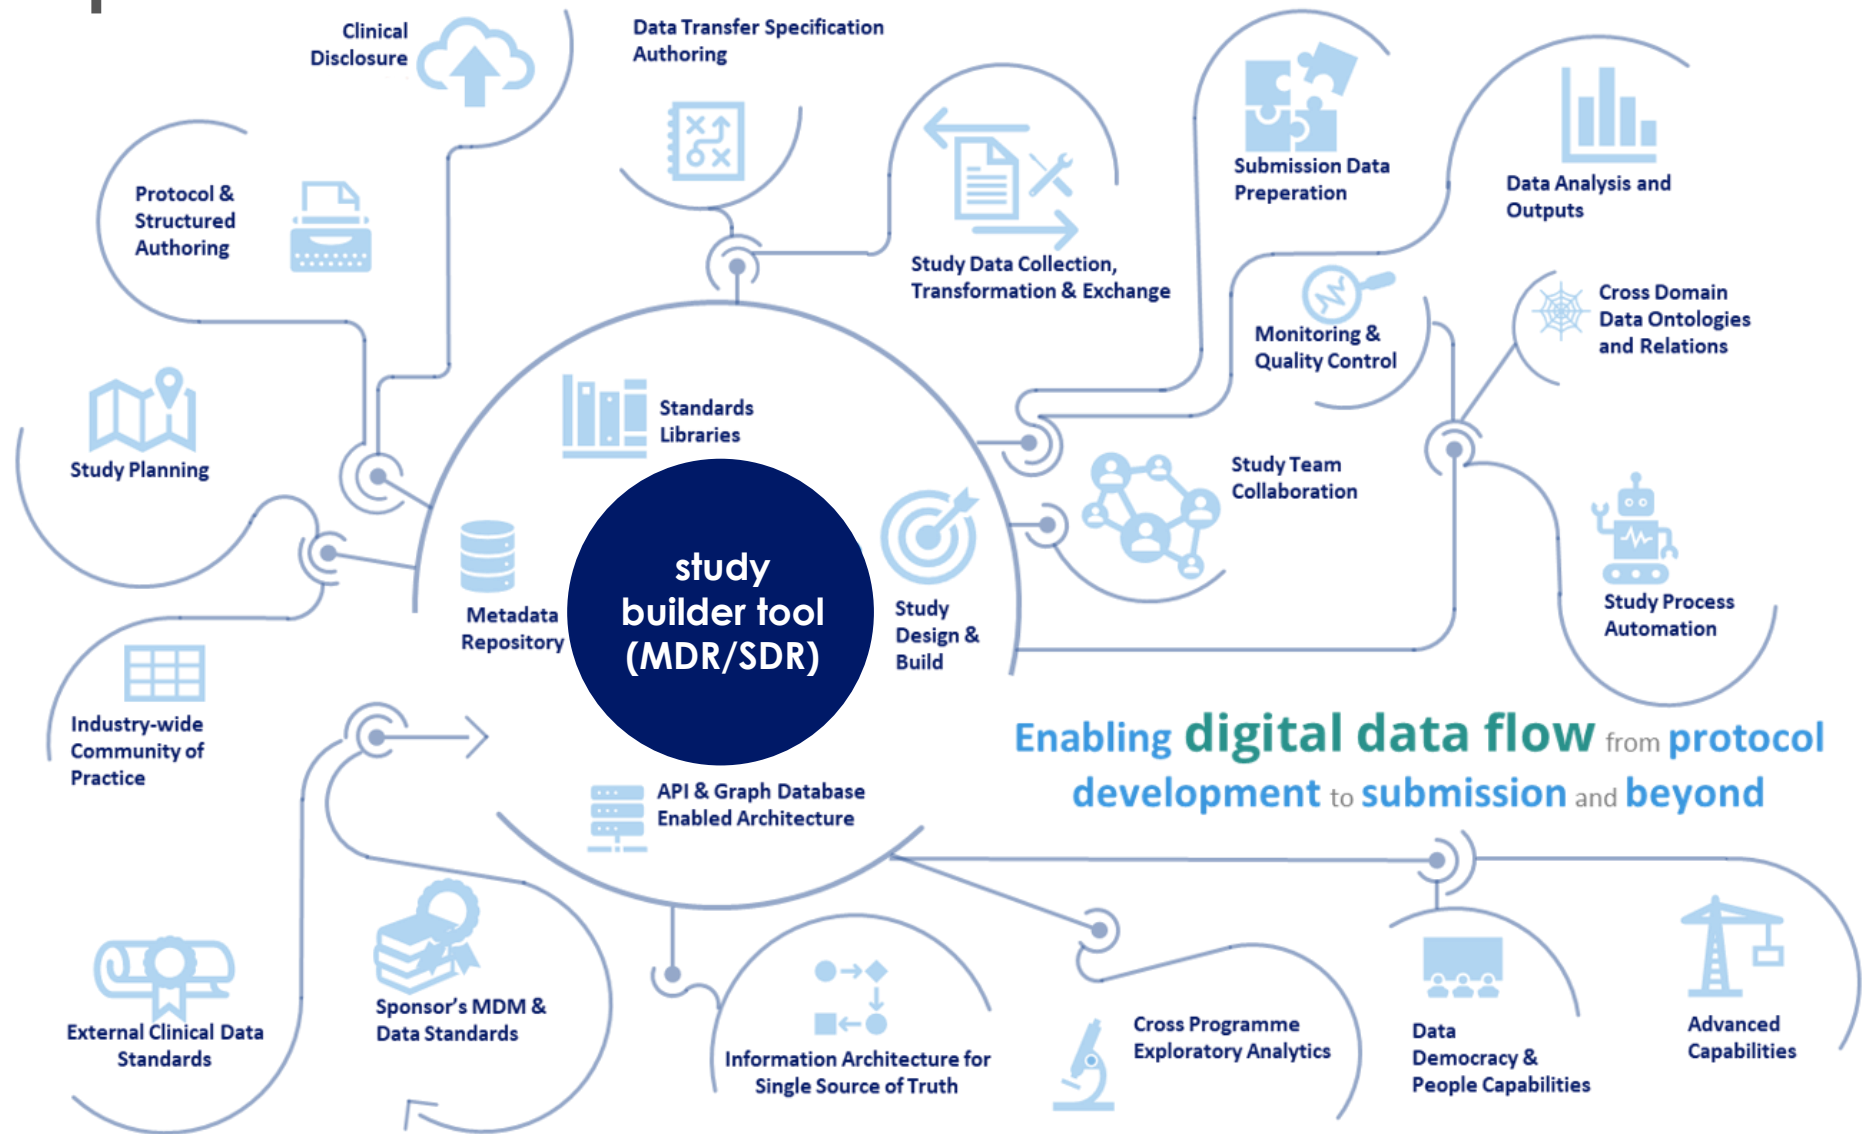 Clinical
Disclosure
Data Transfer Specification
Authoring
Protocol &
Structured
Authoring
Study Data Collection,
Transformation & Exchange
Submission Data
Preperation
Data Analysis and
Outputs
Monitoring &
Quality Control
Cross Domain
Data Ontologies
and Relations
Study Planning
Standards
Libraries
Study Team
Collaboration
Metadata
Repository
study
builder tool
(MDR/SDR)
Study
Design &
Build
Study Process
Automation
Industry-wide
Community of
Practice
Enabling digital data flow from protocol
development to submission and beyond
API & Graph Database
Enabled Architecture
External Clinical Data
Standards
Sponsor's MDM &
Data Standards
Information Architecture for
Single Source of Truth
Cross Programme
Exploratory Analytics
Data
Democracy &
People Capabilities
Advanced
Capabilities